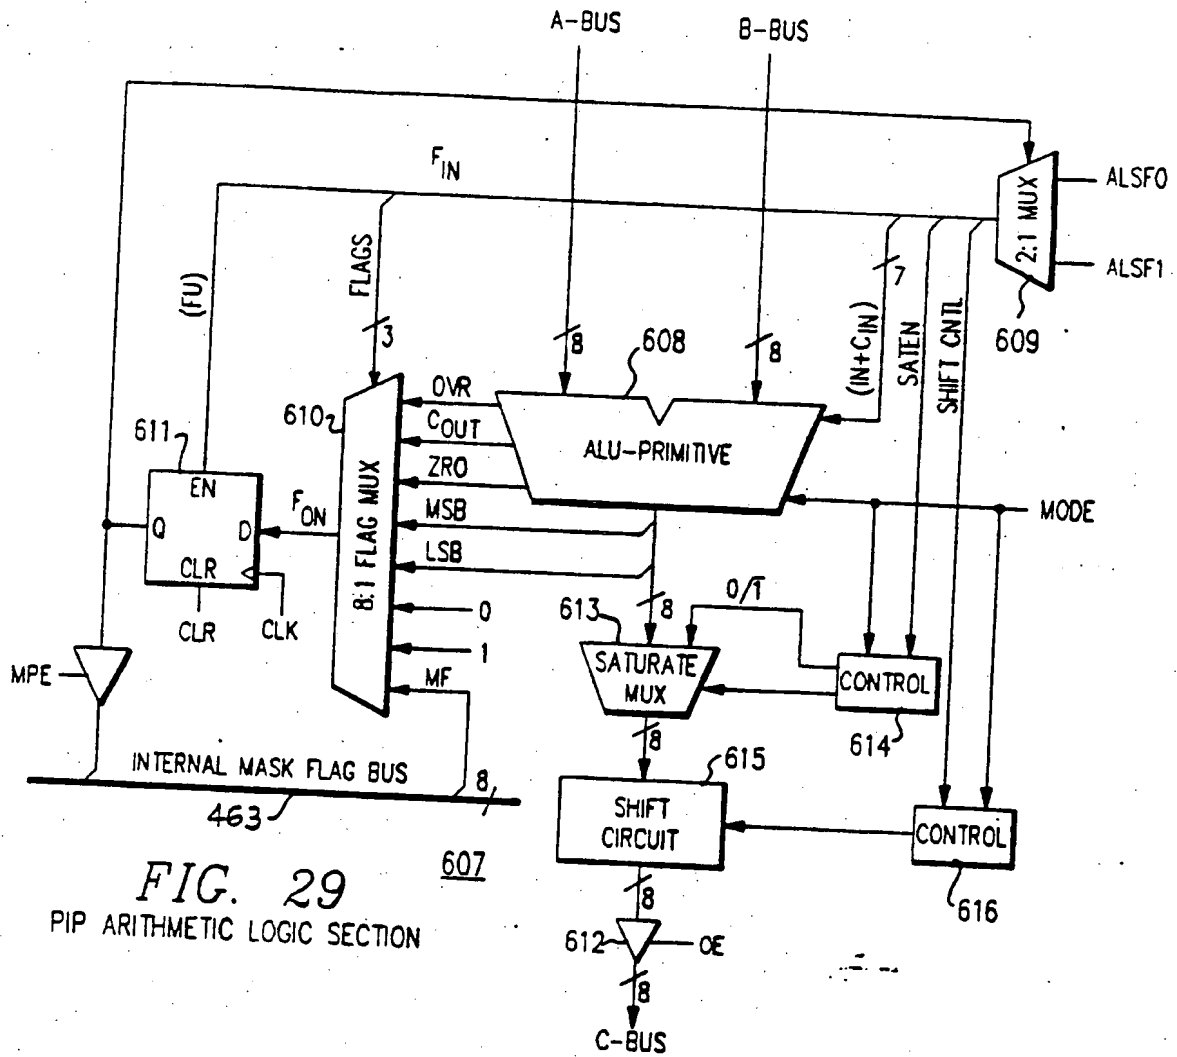 A-BUS
B-BUS
F_IN
ALSF0
2:1 MUX
ALSF1
609
(FU)
FLAGS
3
8
608
8
7
(IN+C_IN)
SATEN
SHIFT CNTL
610
611
EN
Q
D
CLR
CLR
CLK
F_ON
8:1 FLAG MUX
OVR
C_OUT
ZRO
MSB
LSB
0
1
MF
ALU-PRIMITIVE
MODE
8
0/1̅
613
SATURATE
MUX
CONTROL
614
8
615
SHIFT
CIRCUIT
CONTROL
616
MPE
INTERNAL MASK FLAG BUS
8
463
607
8
612
OE
8
C-BUS
FIG. 29
PIP ARITHMETIC LOGIC SECTION